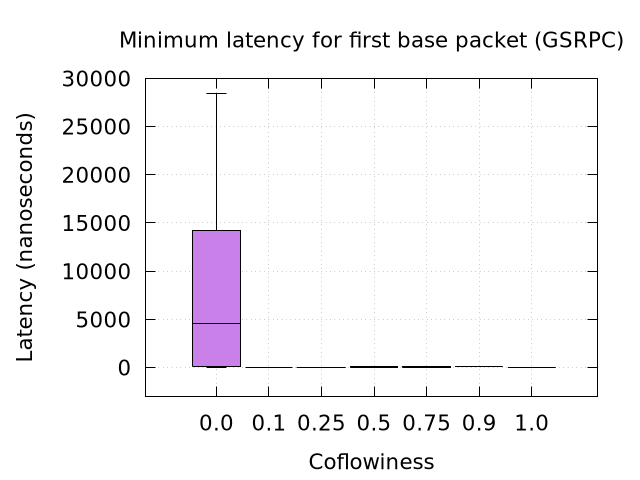 Minimum latency for first base packet (GSRPC)
30000
25000
20000
15000
10000
5000
0
Latency (nanoseconds)
0.0 0.1 0.25 0.5 0.75 0.9 1.0
Coflowiness